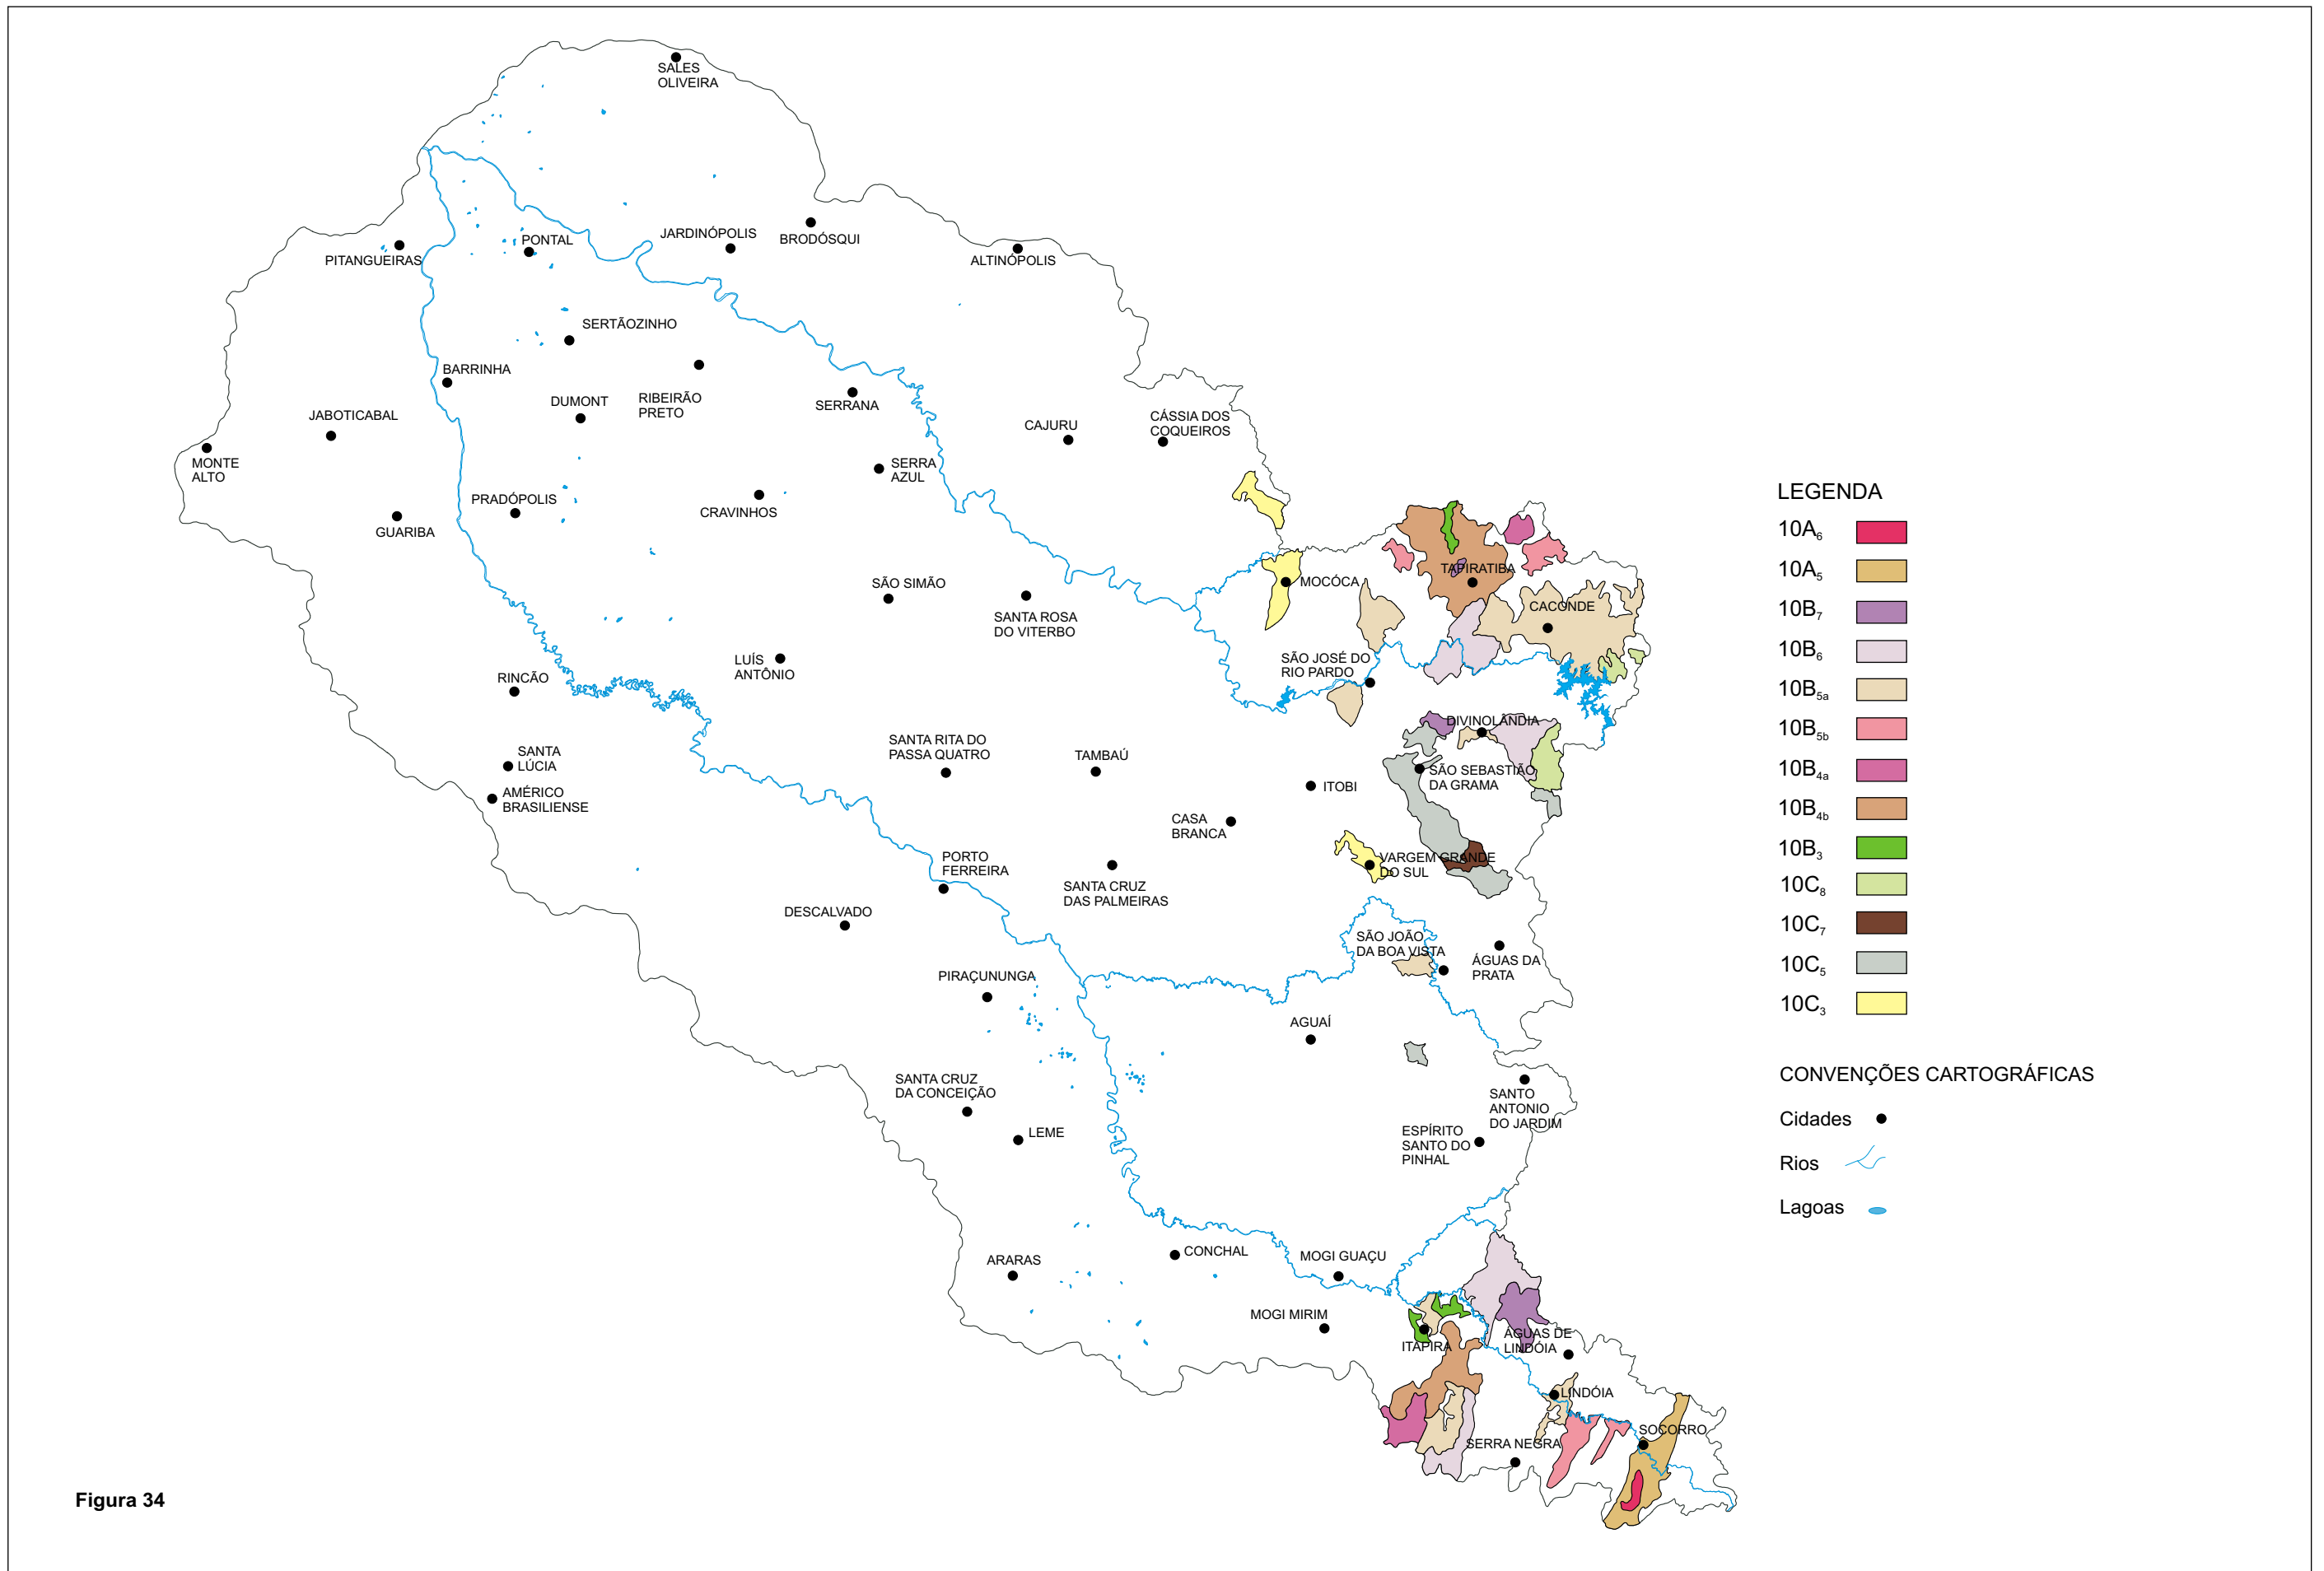 SALES
OLIVEIRA
PITANGUEIRAS
PONTAL
JARDINÓPOLIS
BRODÓSQUI
ALTINÓPOLIS
SERTÃOZINHO
BARRINHA
DUMONT
RIBEIRÃO
PRETO
SERRANA
JABOTICABAL
CAJURU
CÁSSIA DOS
COQUEIROS
MONTE
ALTO
SERRA
AZUL
PRADÓPOLIS
CRAVINHOS
GUARIBA
SÃO SIMÃO
SANTA ROSA
DO VITERBO
MOCÓCA
TAPIRATIBA
CACONDE
LUÍS
ANTÔNIO
RINCÃO
SÃO JOSÉ DO
RIO PARDO
DIVINOLÂNDIA
SANTA
LÚCIA
AMÉRICO
BRASILIENSE
SANTA RITA DO
PASSA QUATRO
TAMBAÚ
ITOBI
SÃO SEBASTIÃO
DA GRAMA
CASA
BRANCA
PORTO
FERREIRA
VARGEM GRANDE
DO SUL
SANTA CRUZ
DAS PALMEIRAS
DESCALVADO
SÃO JOÃO
DA BOA VISTA
ÁGUAS DA
PRATA
PIRAÇUNUNGA
AGUAÍ
SANTA CRUZ
DA CONCEIÇÃO
LEME
SANTO
ANTONIO
DO JARDIM
ESPÍRITO
SANTO DO
PINHAL
ARARAS
CONCHAL
MOGI GUAÇU
MOGI MIRIM
ITAPIRA
ÁGUAS DE
LINDÓIA
LINDÓIA
SOCORRO
SERRA NEGRA
LEGENDA
10A6
10A5
10B7
10B6
10B5a
10B5b
10B4a
10B4b
10B3
10C8
10C7
10C5
10C3
CONVENÇÕES CARTOGRÁFICAS
Cidades
Rios
Lagoas
Figura 34